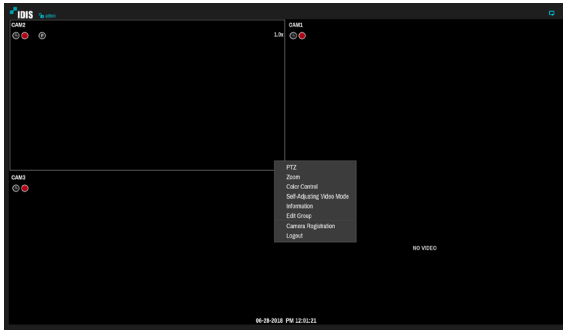 IDIS
CAM2
P
1.0x
CAM1
CAM3
PTZ
Zoom
Color Control
Self-Adjusting Video Mode
Information
Edit Group
Camera Registration
Logout
NO VIDEO
06-28-2018 PM 12:01:21